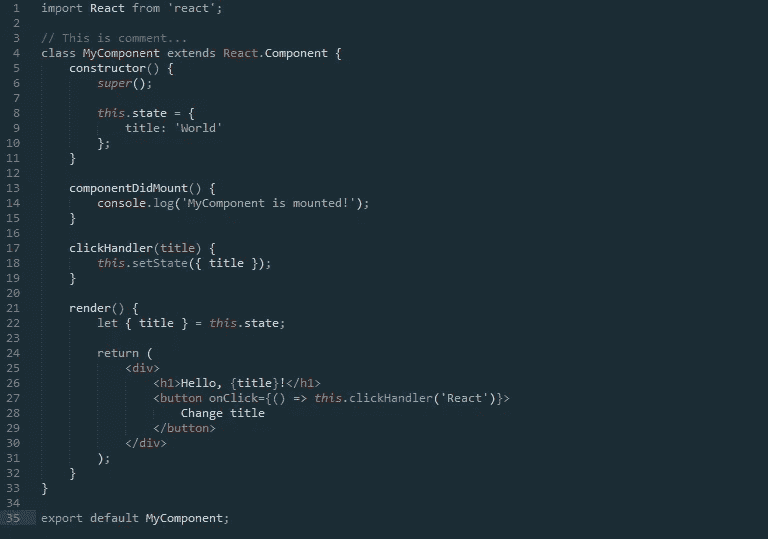 1 import React from 'react';
2
3 // This is comment...
4 class MyComponent extends React.Component {
5     constructor() {
6         super();
7
8         this.state = {
9             title: 'World'
10         };
11     }
12
13     componentDidMount() {
14         console.log('MyComponent is mounted!');
15     }
16
17     clickHandler(title) {
18         this.setState({ title });
19     }
20
21     render() {
22         let { title } = this.state;
23
24         return (
25             <div>
26                 <h1>Hello, {title}!</h1>
27                 <button onClick={() => this.clickHandler('React')}>
28                     Change title
29                 </button>
30             </div>
31         );
32     }
33 }
34
35 export default MyComponent;